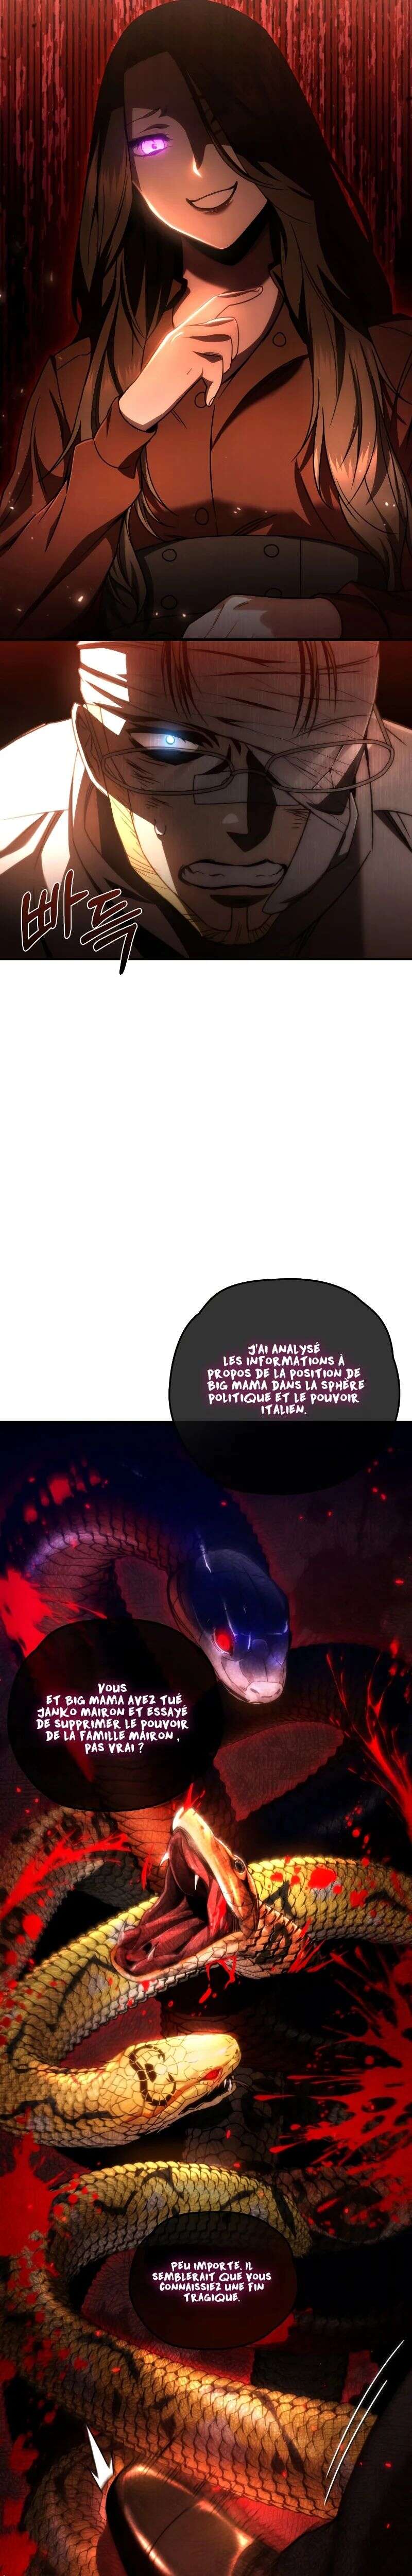 빠득
J'AI ANALYSÉ
LES INFORMATIONS À
PROPOS DE LA POSITION DE
BIG MAMA DANS LA SPHÈRE
POLITIQUE ET LE POUVOIR
ITALIEN.
VOUS
ET BIG MAMA AVEZ TUÉ
JANKO MAIRON ET ESSAYÉ
DE SUPPRIMER LE POUVOIR
DE LA FAMILLE MAIRON ,
PAS VRAI ?
PEU IMPORTE. IL
SEMBLERAIT QUE VOUS
CONNAISSIEZ UNE FIN
TRAGIQUE.